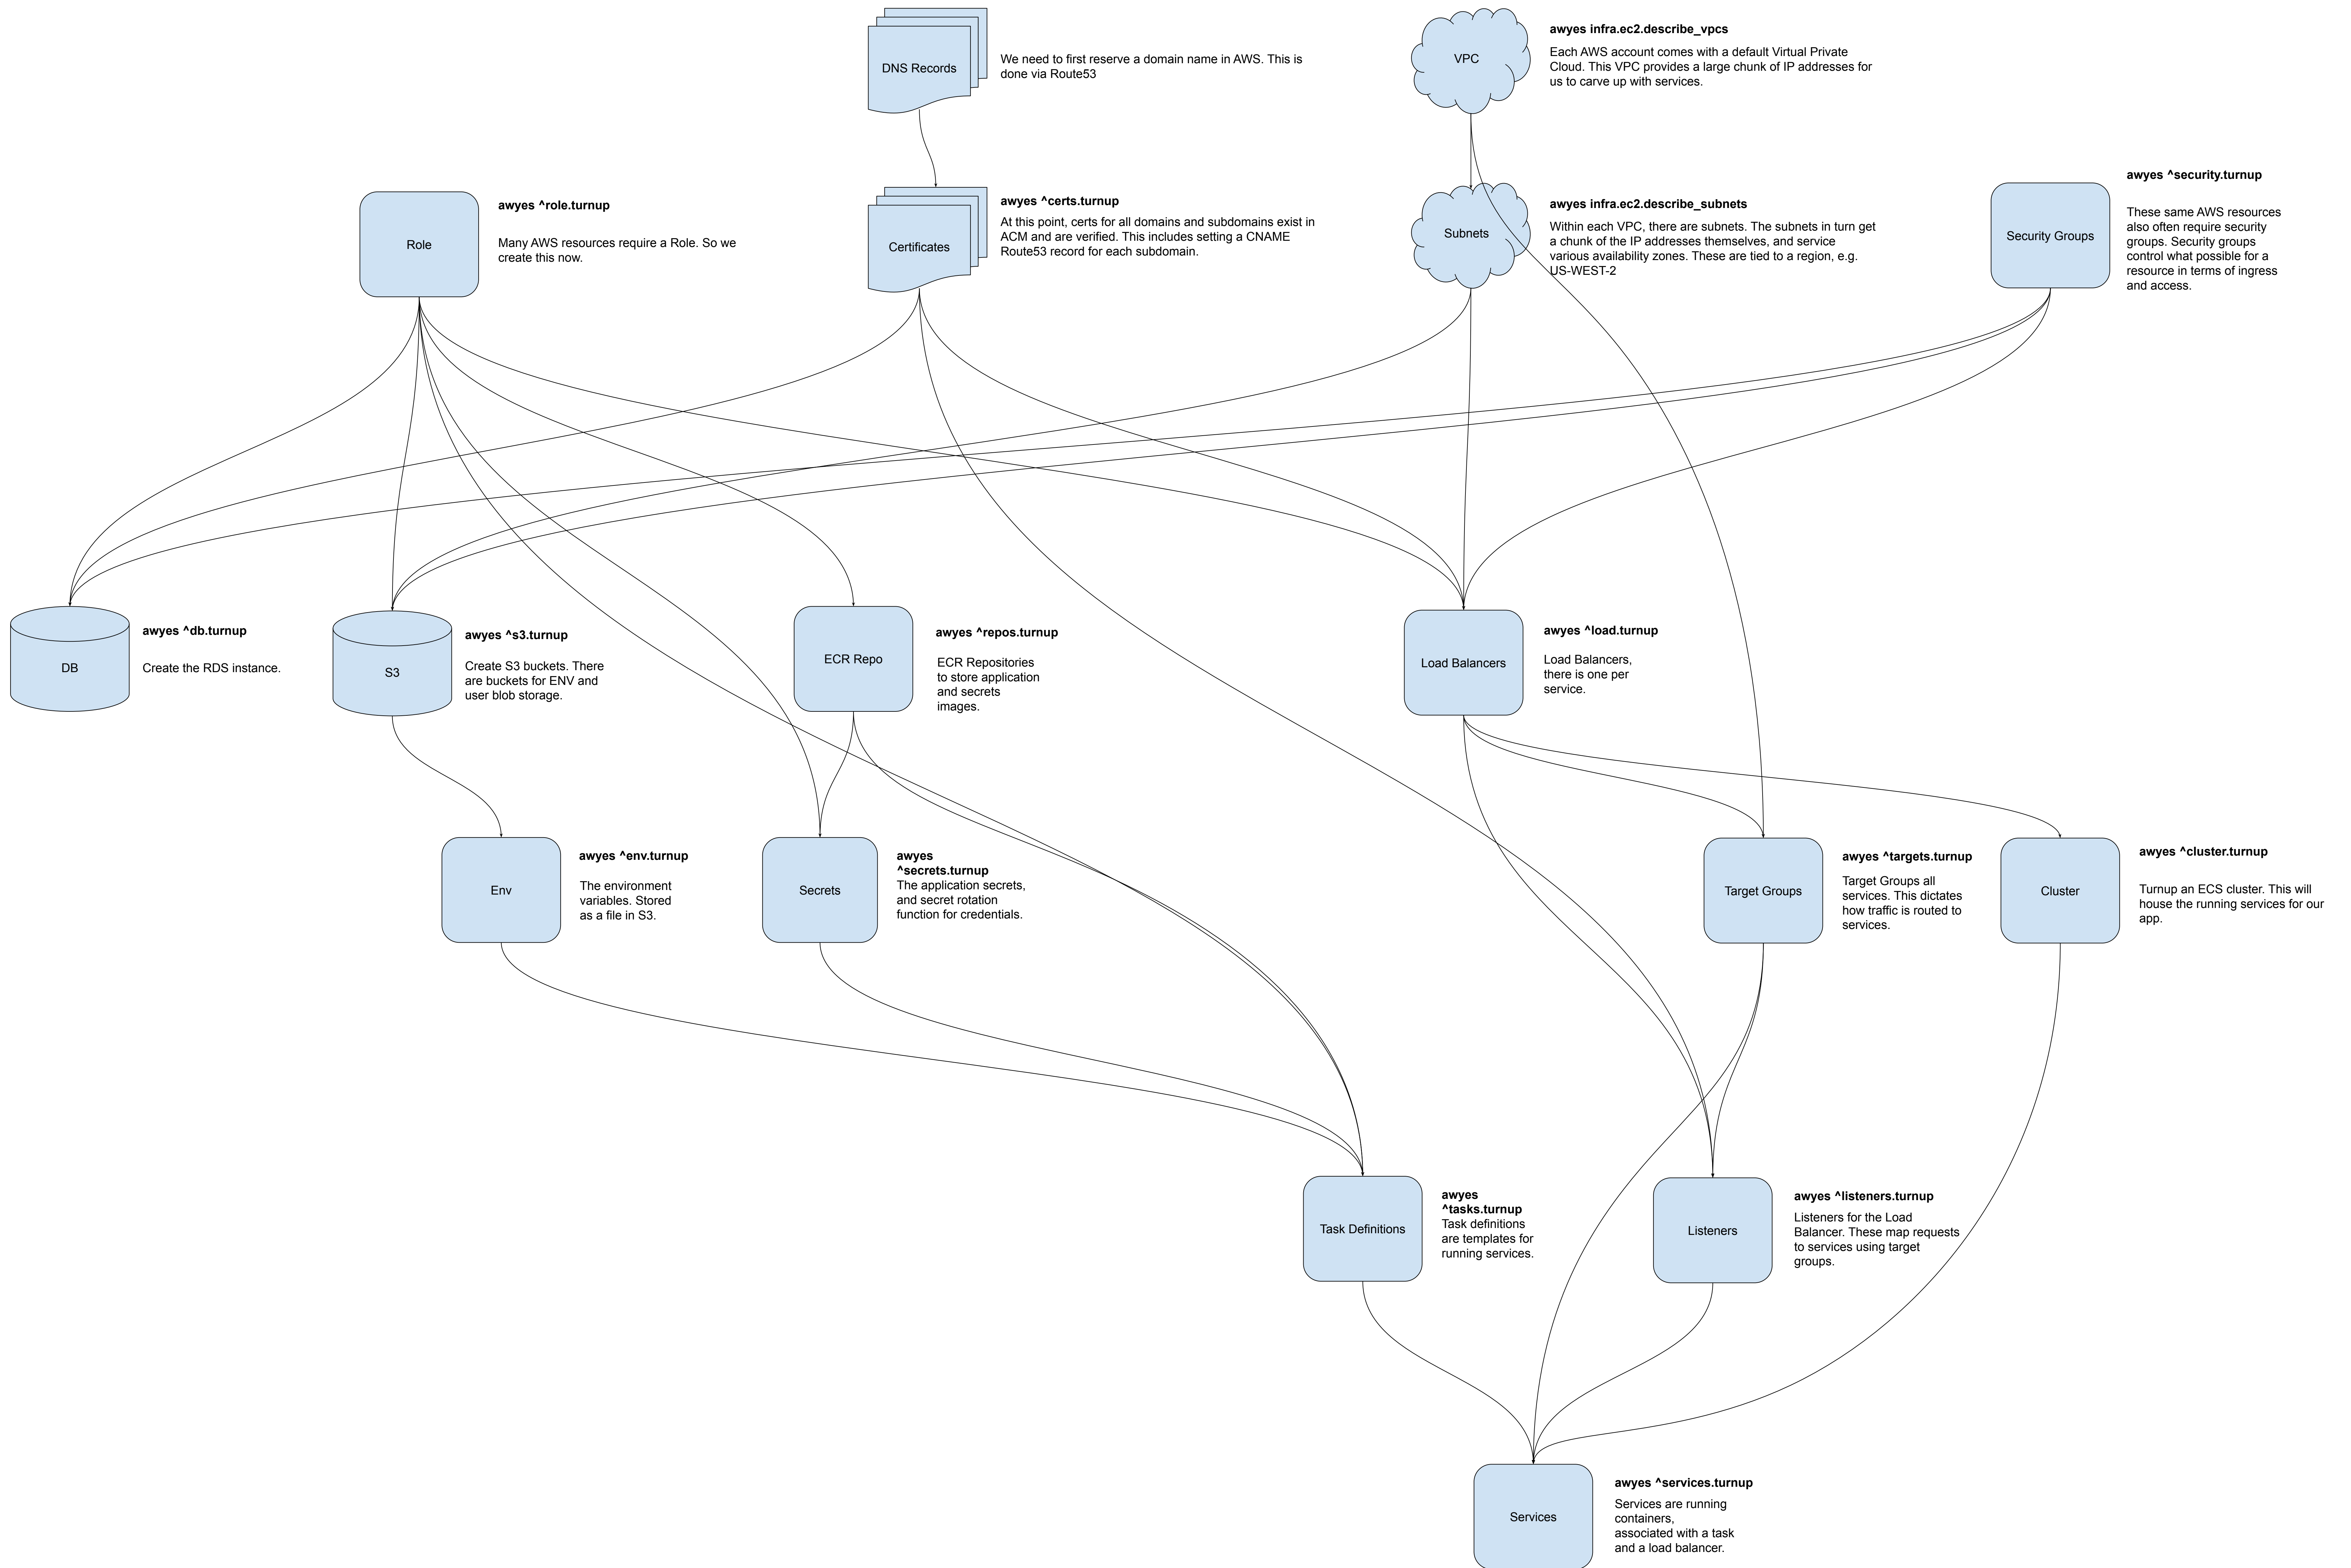 DNS Records
We need to first reserve a domain name in AWS. This is
done via Route53
VPC
awyes infra.ec2.describe_vpcs
Each AWS account comes with a default Virtual Private
Cloud. This VPC provides a large chunk of IP addresses for
us to carve up with services.
Role
awyes ^role.turnup
Many AWS resources require a Role. So we
create this now.
Certificates
awyes ^certs.turnup
At this point, certs for all domains and subdomains exist in
ACM and are verified. This includes setting a CNAME
Route53 record for each subdomain.
Subnets
awyes infra.ec2.describe_subnets
Within each VPC, there are subnets. The subnets in turn get
a chunk of the IP addresses themselves, and service
various availability zones. These are tied to a region, e.g.
US-WEST-2
Security Groups
awyes ^security.turnup
These same AWS resources
also often require security
groups. Security groups
control what possible for a
resource in terms of ingress
and access.
DB
awyes ^db.turnup
Create the RDS instance.
S3
awyes ^s3.turnup
Create S3 buckets. There
are buckets for ENV and
user blob storage.
ECR Repo
awyes ^repos.turnup
ECR Repositories
to store application
and secrets
images.
Load Balancers
awyes ^load.turnup
Load Balancers,
there is one per
service.
Env
awyes ^env.turnup
The environment
variables. Stored
as a file in S3.
Secrets
awyes
^secrets.turnup
The application secrets,
and secret rotation
function for credentials.
Target Groups
awyes ^targets.turnup
Target Groups all
services. This dictates
how traffic is routed to
services.
Cluster
awyes ^cluster.turnup
Turnup an ECS cluster. This will
house the running services for our
app.
Task Definitions
awyes
^tasks.turnup
Task definitions
are templates for
running services.
Listeners
awyes ^listeners.turnup
Listeners for the Load
Balancer. These map requests
to services using target
groups.
Services
awyes ^services.turnup
Services are running
containers,
associated with a task
and a load balancer.